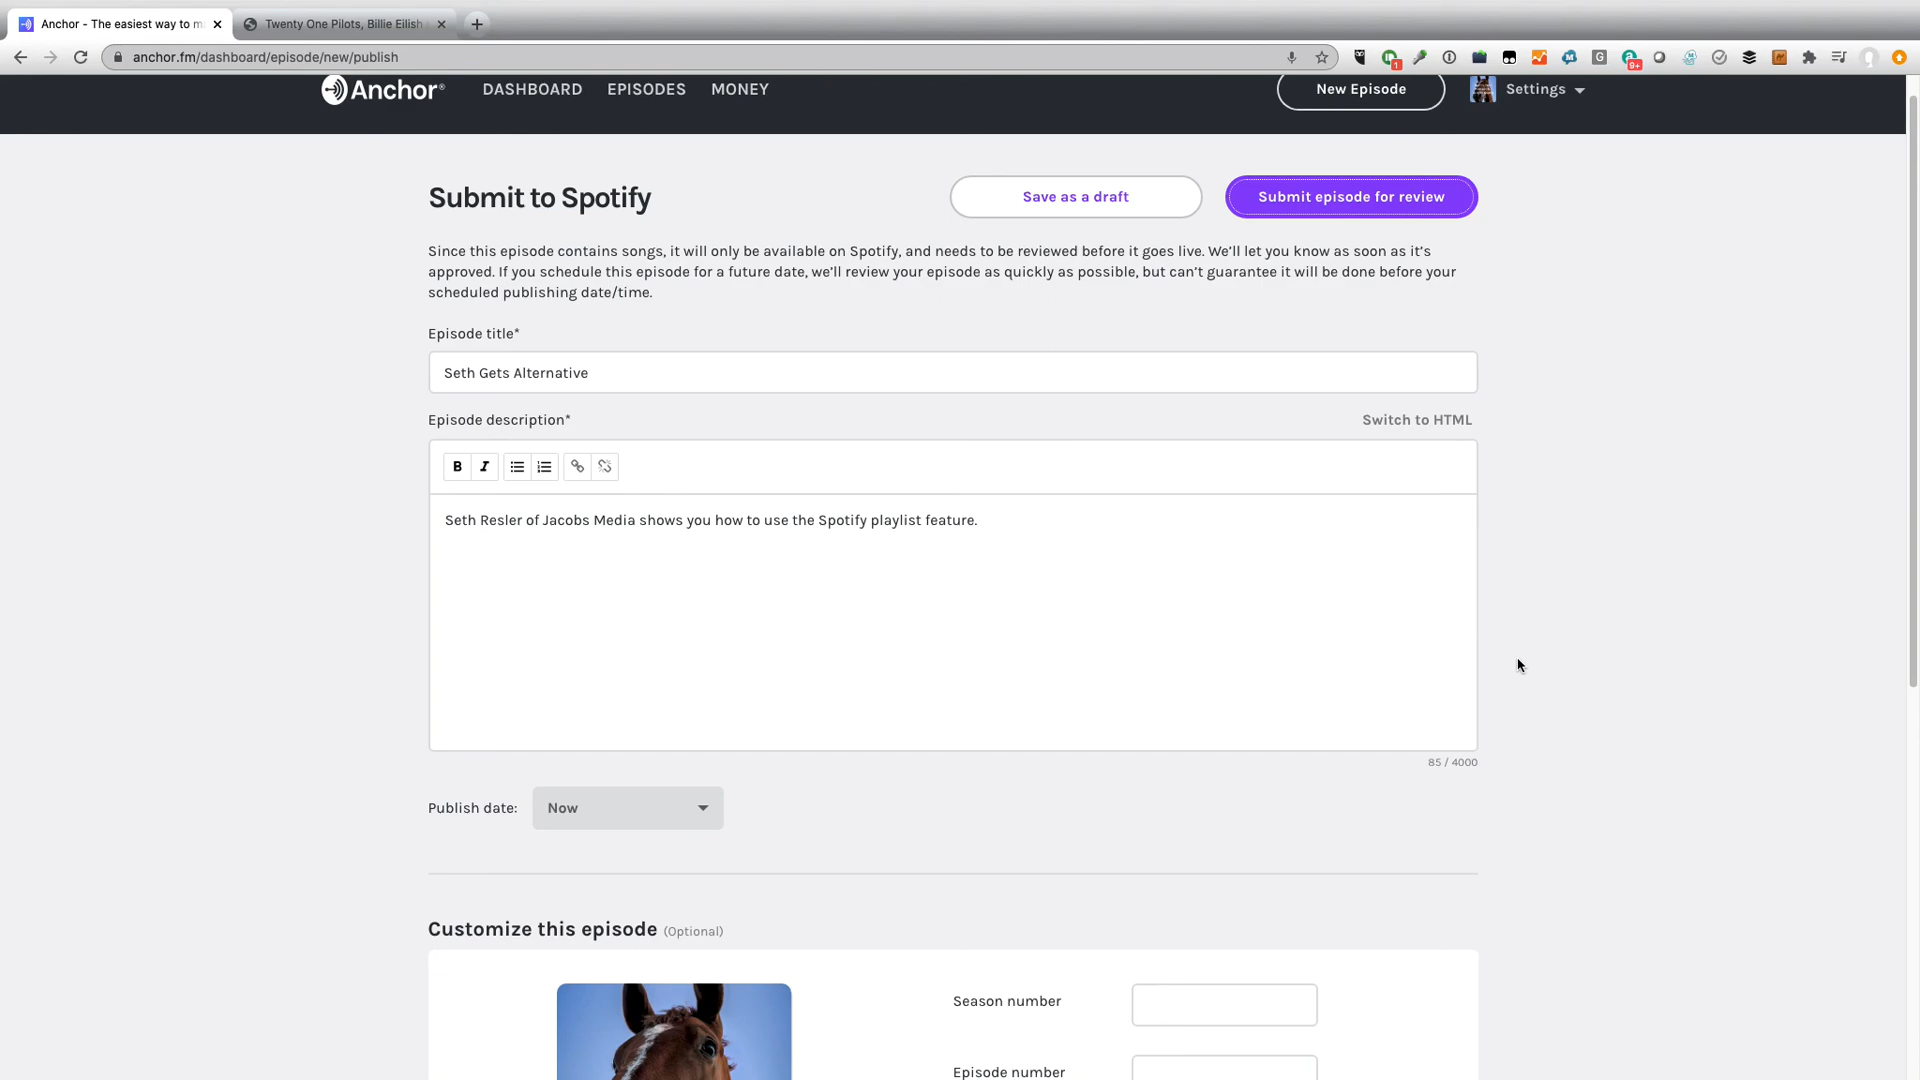 Anchor - The easiest way to m
Twenty One Pilots, Billie Eilish
anchor.fm/dashboard/episode/new/publish
1
9+
G
Anchor
DASHBOARD
EPISODES
MONEY
New Episode
Settings
Submit to Spotify
Save as a draft
Submit episode for review
Since this episode contains songs, it will only be available on Spotify, and needs to be reviewed before it goes live. We'll let you know as soon as it's
approved. If you schedule this episode for a future date, we'll review your episode as quickly as possible, but can't guarantee it will be done before your
scheduled publishing date/time.
Episode title*
Seth Gets Alternative
Episode description*
Switch to HTML
B I
Seth Resler of Jacobs Media shows you how to use the Spotify playlist feature.
85 / 4000
Publish date:
Now
Customize this episode (Optional)
Season number
Episode number